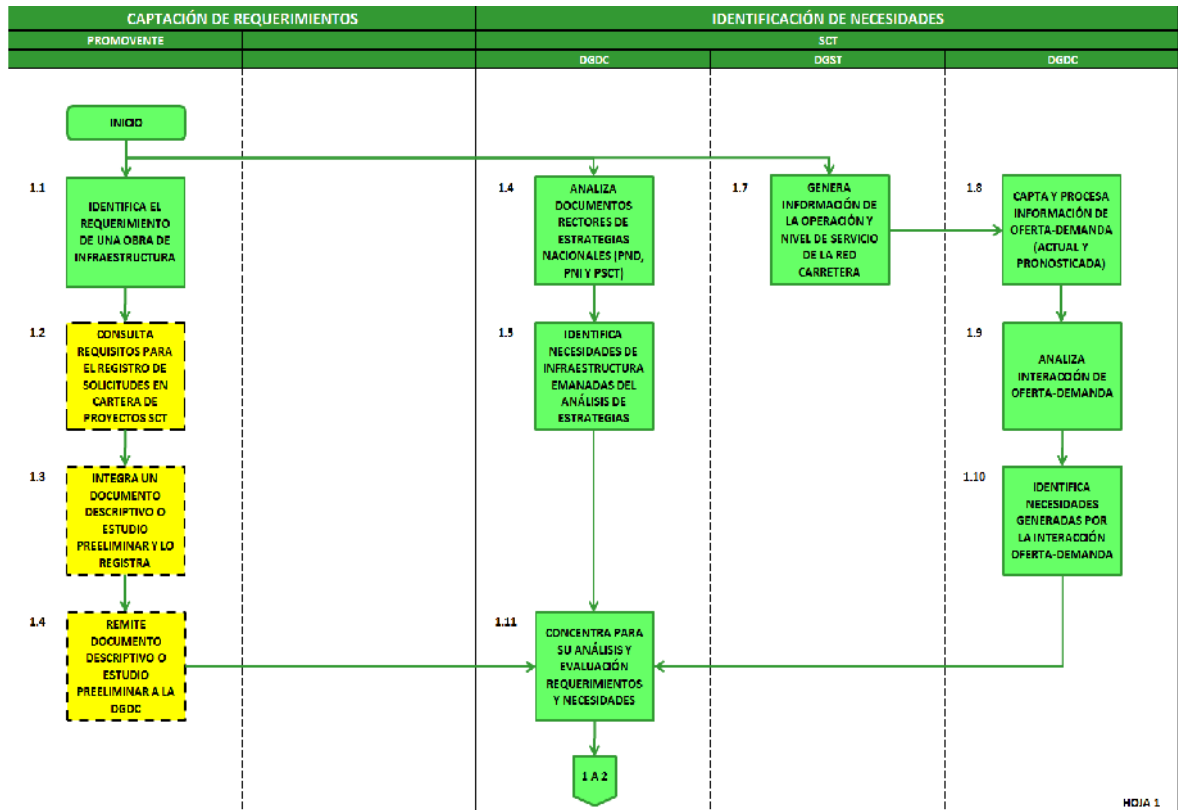 CAPTACIÓN DE REQUERIMIENTOS
IDENTIFICACIÓN DE NECESIDADES
PROMOVENTE
SCT
DGDC
DGST
DGDC
INICIO
1.1
IDENTIFICA EL
REQUERIMIENTO
DE UNA OBRA DE
INFRAESTRUCTURA
1.4
ANALIZA
DOCUMENTOS
RECTORES DE
ESTRATEGIAS
NACIONALES (PND,
PNI Y PSCT)
1.7
GENERA
INFORMACIÓN DE
LA OPERACIÓN Y
NIVEL DE SERVICIO
DE LA RED
CARRETERA
1.8
CAPTA Y PROCESA
INFORMACIÓN DE
OFERTA-DEMANDA
(ACTUAL Y
PRONOSTICADA)
1.2
CONSULTA
REQUISITOS PARA
EL REGISTRO DE
SOLICITUDES EN
CARTERA DE
PROYECTOS SCT
1.5
IDENTIFICA
NECESIDADES DE
INFRAESTRUCTURA
EMANADAS DEL
ANÁLISIS DE
ESTRATEGIAS
1.9
ANALIZA
INTERACCIÓN DE
OFERTA-DEMANDA
1.3
INTEGRA UN
DOCUMENTO
DESCRIPTIVO O
ESTUDIO
PREELIMINAR Y LO
REGISTRA
1.10
IDENTIFICA
NECESIDADES
GENERADAS POR
LA INTERACCIÓN
OFERTA-DEMANDA
1.4
REMITE
DOCUMENTO
DESCRIPTIVO O
ESTUDIO
PREELIMINAR A LA
DGDC
1.11
CONCENTRA PARA
SU ANÁLISIS Y
EVALUACIÓN
REQUERIMIENTOS
Y NECESIDADES
1 A 2
HOJA 1